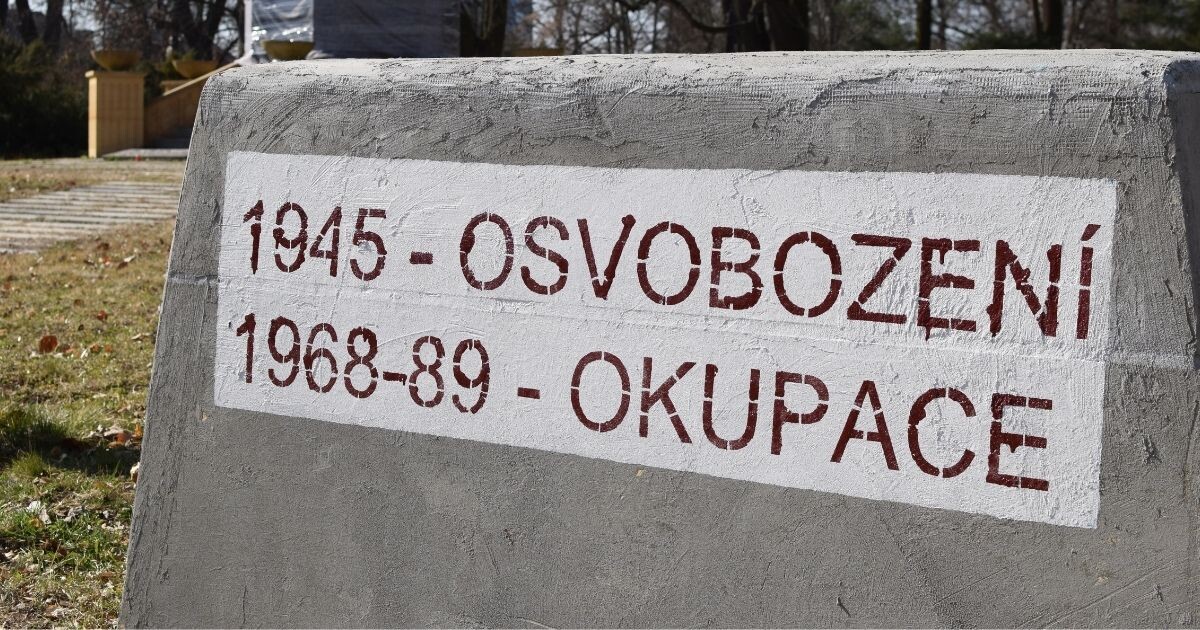 1945 - OSVOBOZENÍ
1968-89 - OKUPACE